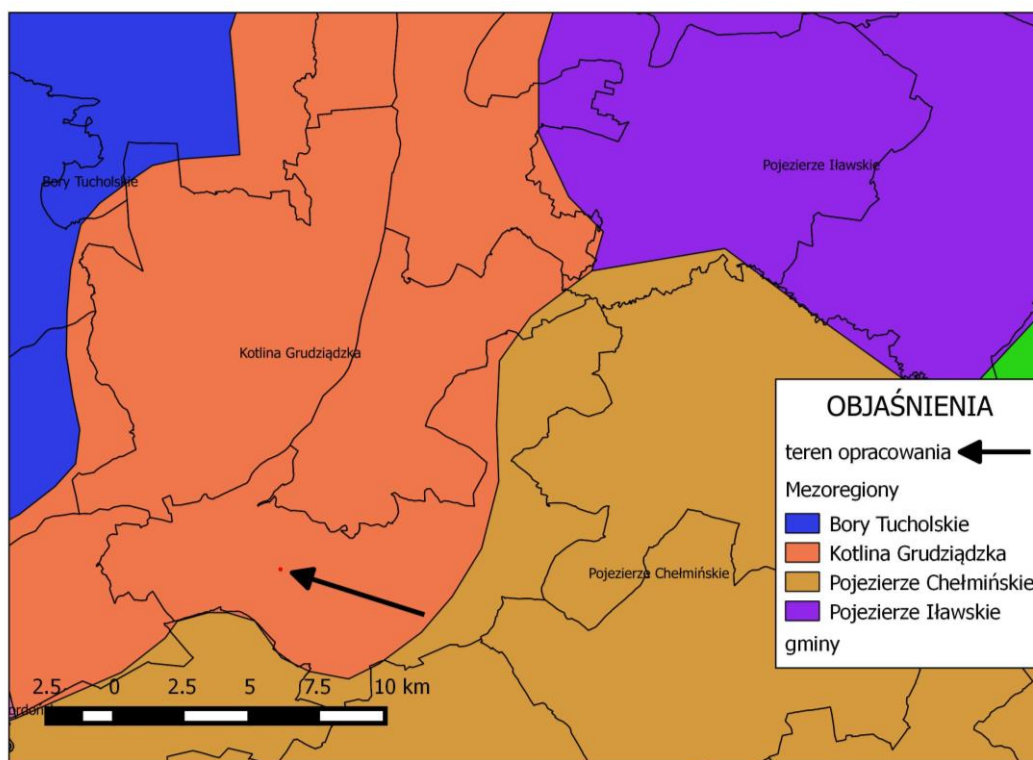 Bory Tucholskie
Pojezierze Iławskie
Kotlina Grudziądzka
Pojezierze Chełmińskie
OBJAŚNIENIA
teren opracowania
Mezoregiony
Bory Tucholskie
Kotlina Grudziądzka
Pojezierze Chełmińskie
Pojezierze Iławskie
gminy
2.5 0 2.5 5 7.5 10 km